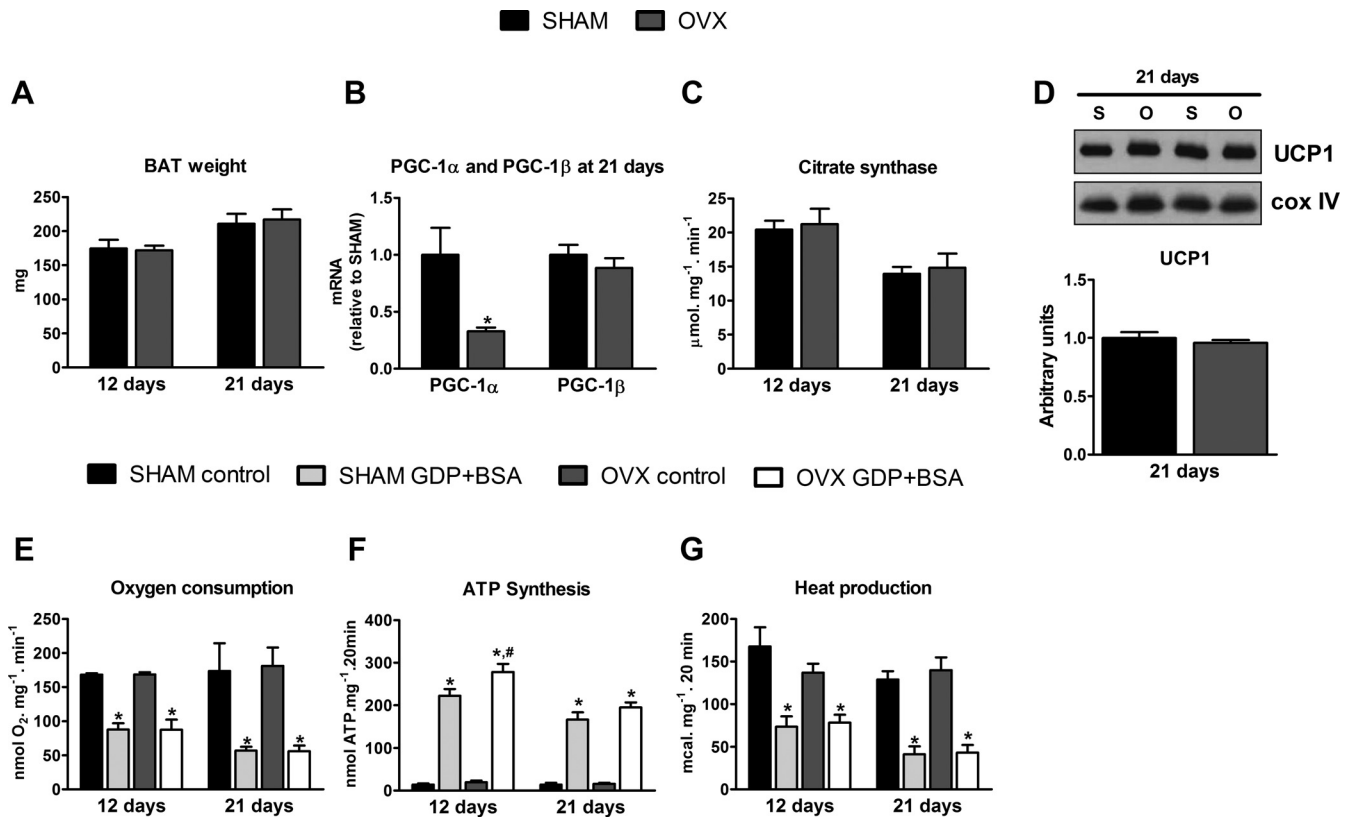 SHAM OVX
A
BAT weight
mg
250
200
150
100
50
0
12 days 21 days
B
PGC-1α and PGC-1β at 21 days
mRNA
(relative to SHAM)
1.5
1.0
0.5
0.0
*
PGC-1α PGC-1β
C
Citrate synthase
μmol. mg-1. min-1
25
20
15
10
5
0
12 days 21 days
D
21 days
S O S O
UCP1
cox IV
UCP1
Arbitrary units
1.5
1.0
0.5
0.0
21 days
SHAM control SHAM GDP+BSA OVX control OVX GDP+BSA
E
Oxygen consumption
nmol O2. mg-1. min-1
250
200
150
100
50
0
* * * *
12 days 21 days
F
ATP Synthesis
nmol ATP.mg-1.20min
400
300
200
100
0
* *,# * *
12 days 21 days
G
Heat production
mcal. mg-1. 20 min
200
150
100
50
0
* * * *
12 days 21 days